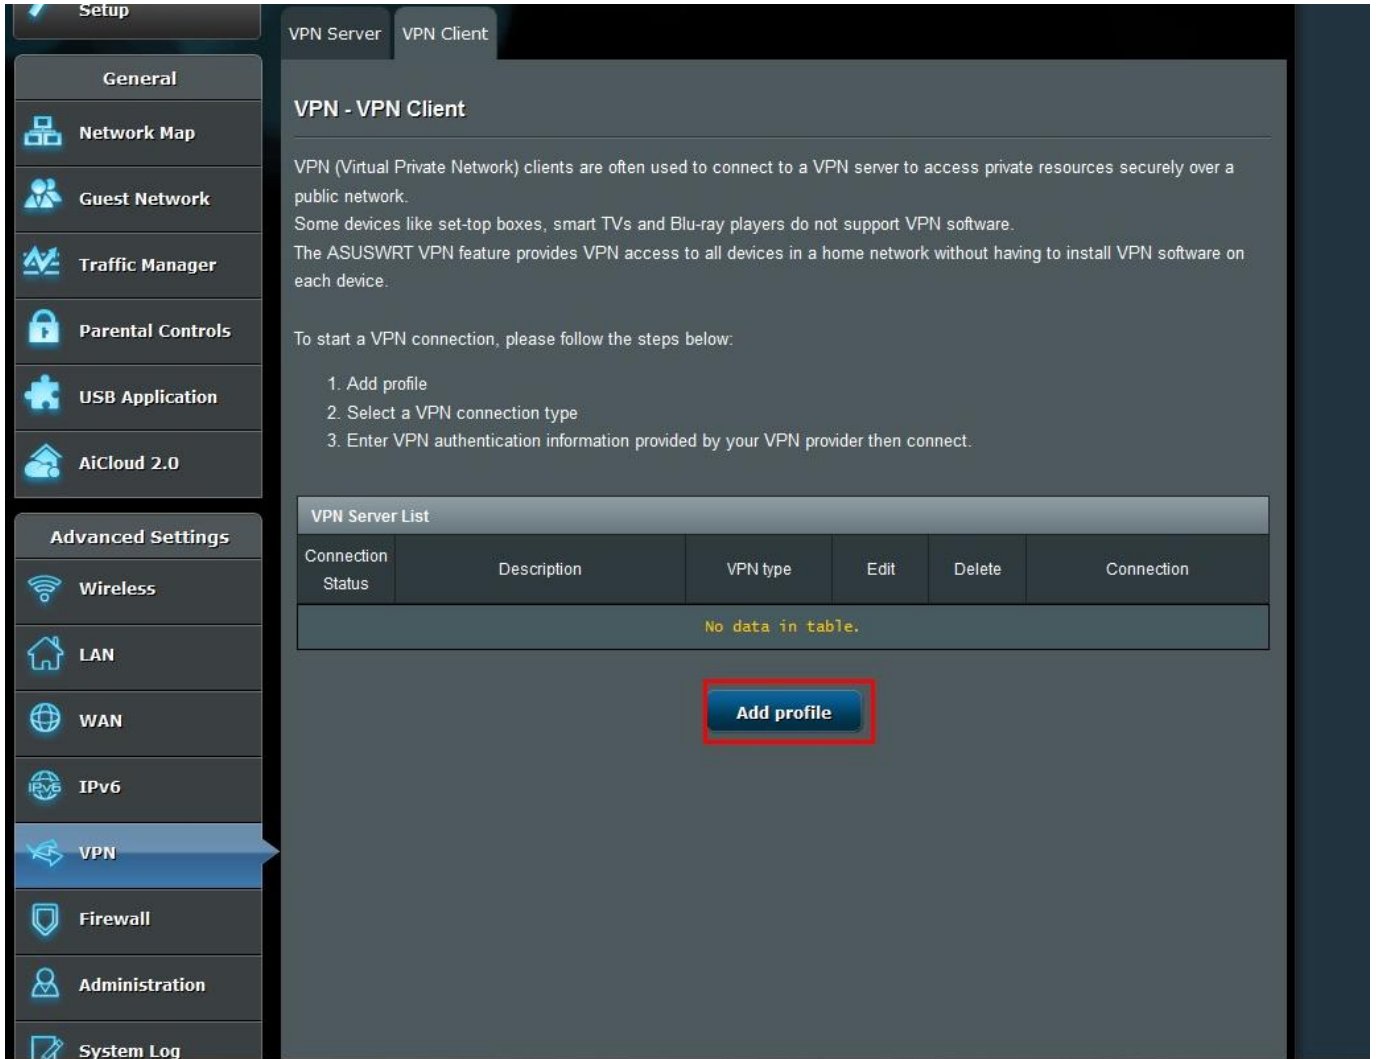 Setup
VPN Server
VPN Client
General
Network Map
Guest Network
Traffic Manager
Parental Controls
USB Application
AiCloud 2.0
Advanced Settings
Wireless
LAN
WAN
IPv6
VPN
Firewall
Administration
System Log
VPN - VPN Client
VPN (Virtual Private Network) clients are often used to connect to a VPN server to access private resources securely over a
public network.
Some devices like set-top boxes, smart TVs and Blu-ray players do not support VPN software.
The ASUSWRT VPN feature provides VPN access to all devices in a home network without having to install VPN software on
each device.
To start a VPN connection, please follow the steps below:
1. Add profile
2. Select a VPN connection type
3. Enter VPN authentication information provided by your VPN provider then connect.
VPN Server List
Connection
Status
Description
VPN type
Edit
Delete
Connection
No data in table.
Add profile